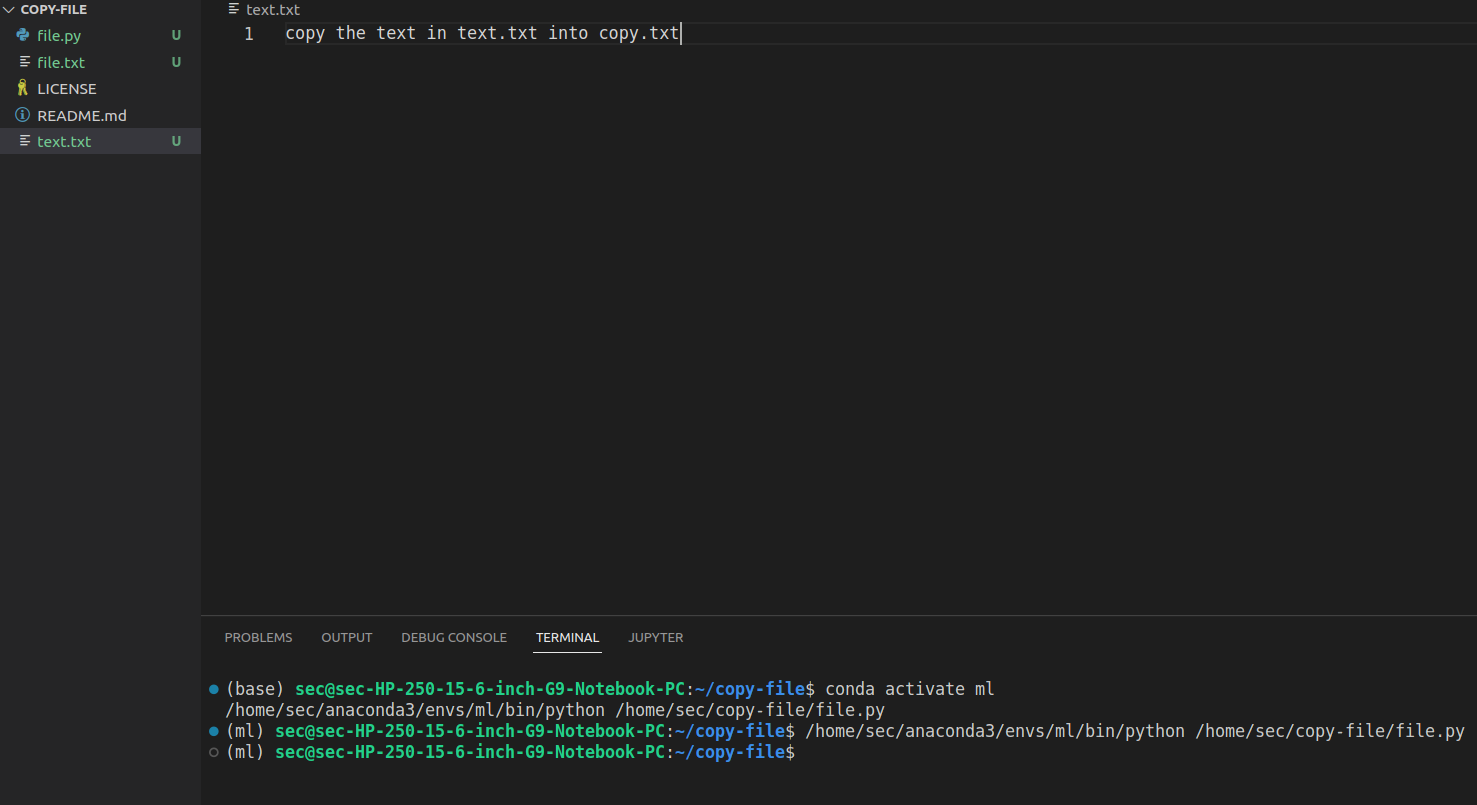 COPY-FILE
file.py U
file.txt U
LICENSE
README.md
text.txt U
text.txt
1 copy the text in text.txt into copy.txt
PROBLEMS OUTPUT DEBUG CONSOLE TERMINAL JUPYTER
(base) sec@sec-HP-250-15-6-inch-G9-Notebook-PC:~/copy-file$ conda activate ml
/home/sec/anaconda3/envs/ml/bin/python /home/sec/copy-file/file.py
(ml) sec@sec-HP-250-15-6-inch-G9-Notebook-PC:~/copy-file$ /home/sec/anaconda3/envs/ml/bin/python /home/sec/copy-file/file.py
(ml) sec@sec-HP-250-15-6-inch-G9-Notebook-PC:~/copy-file$